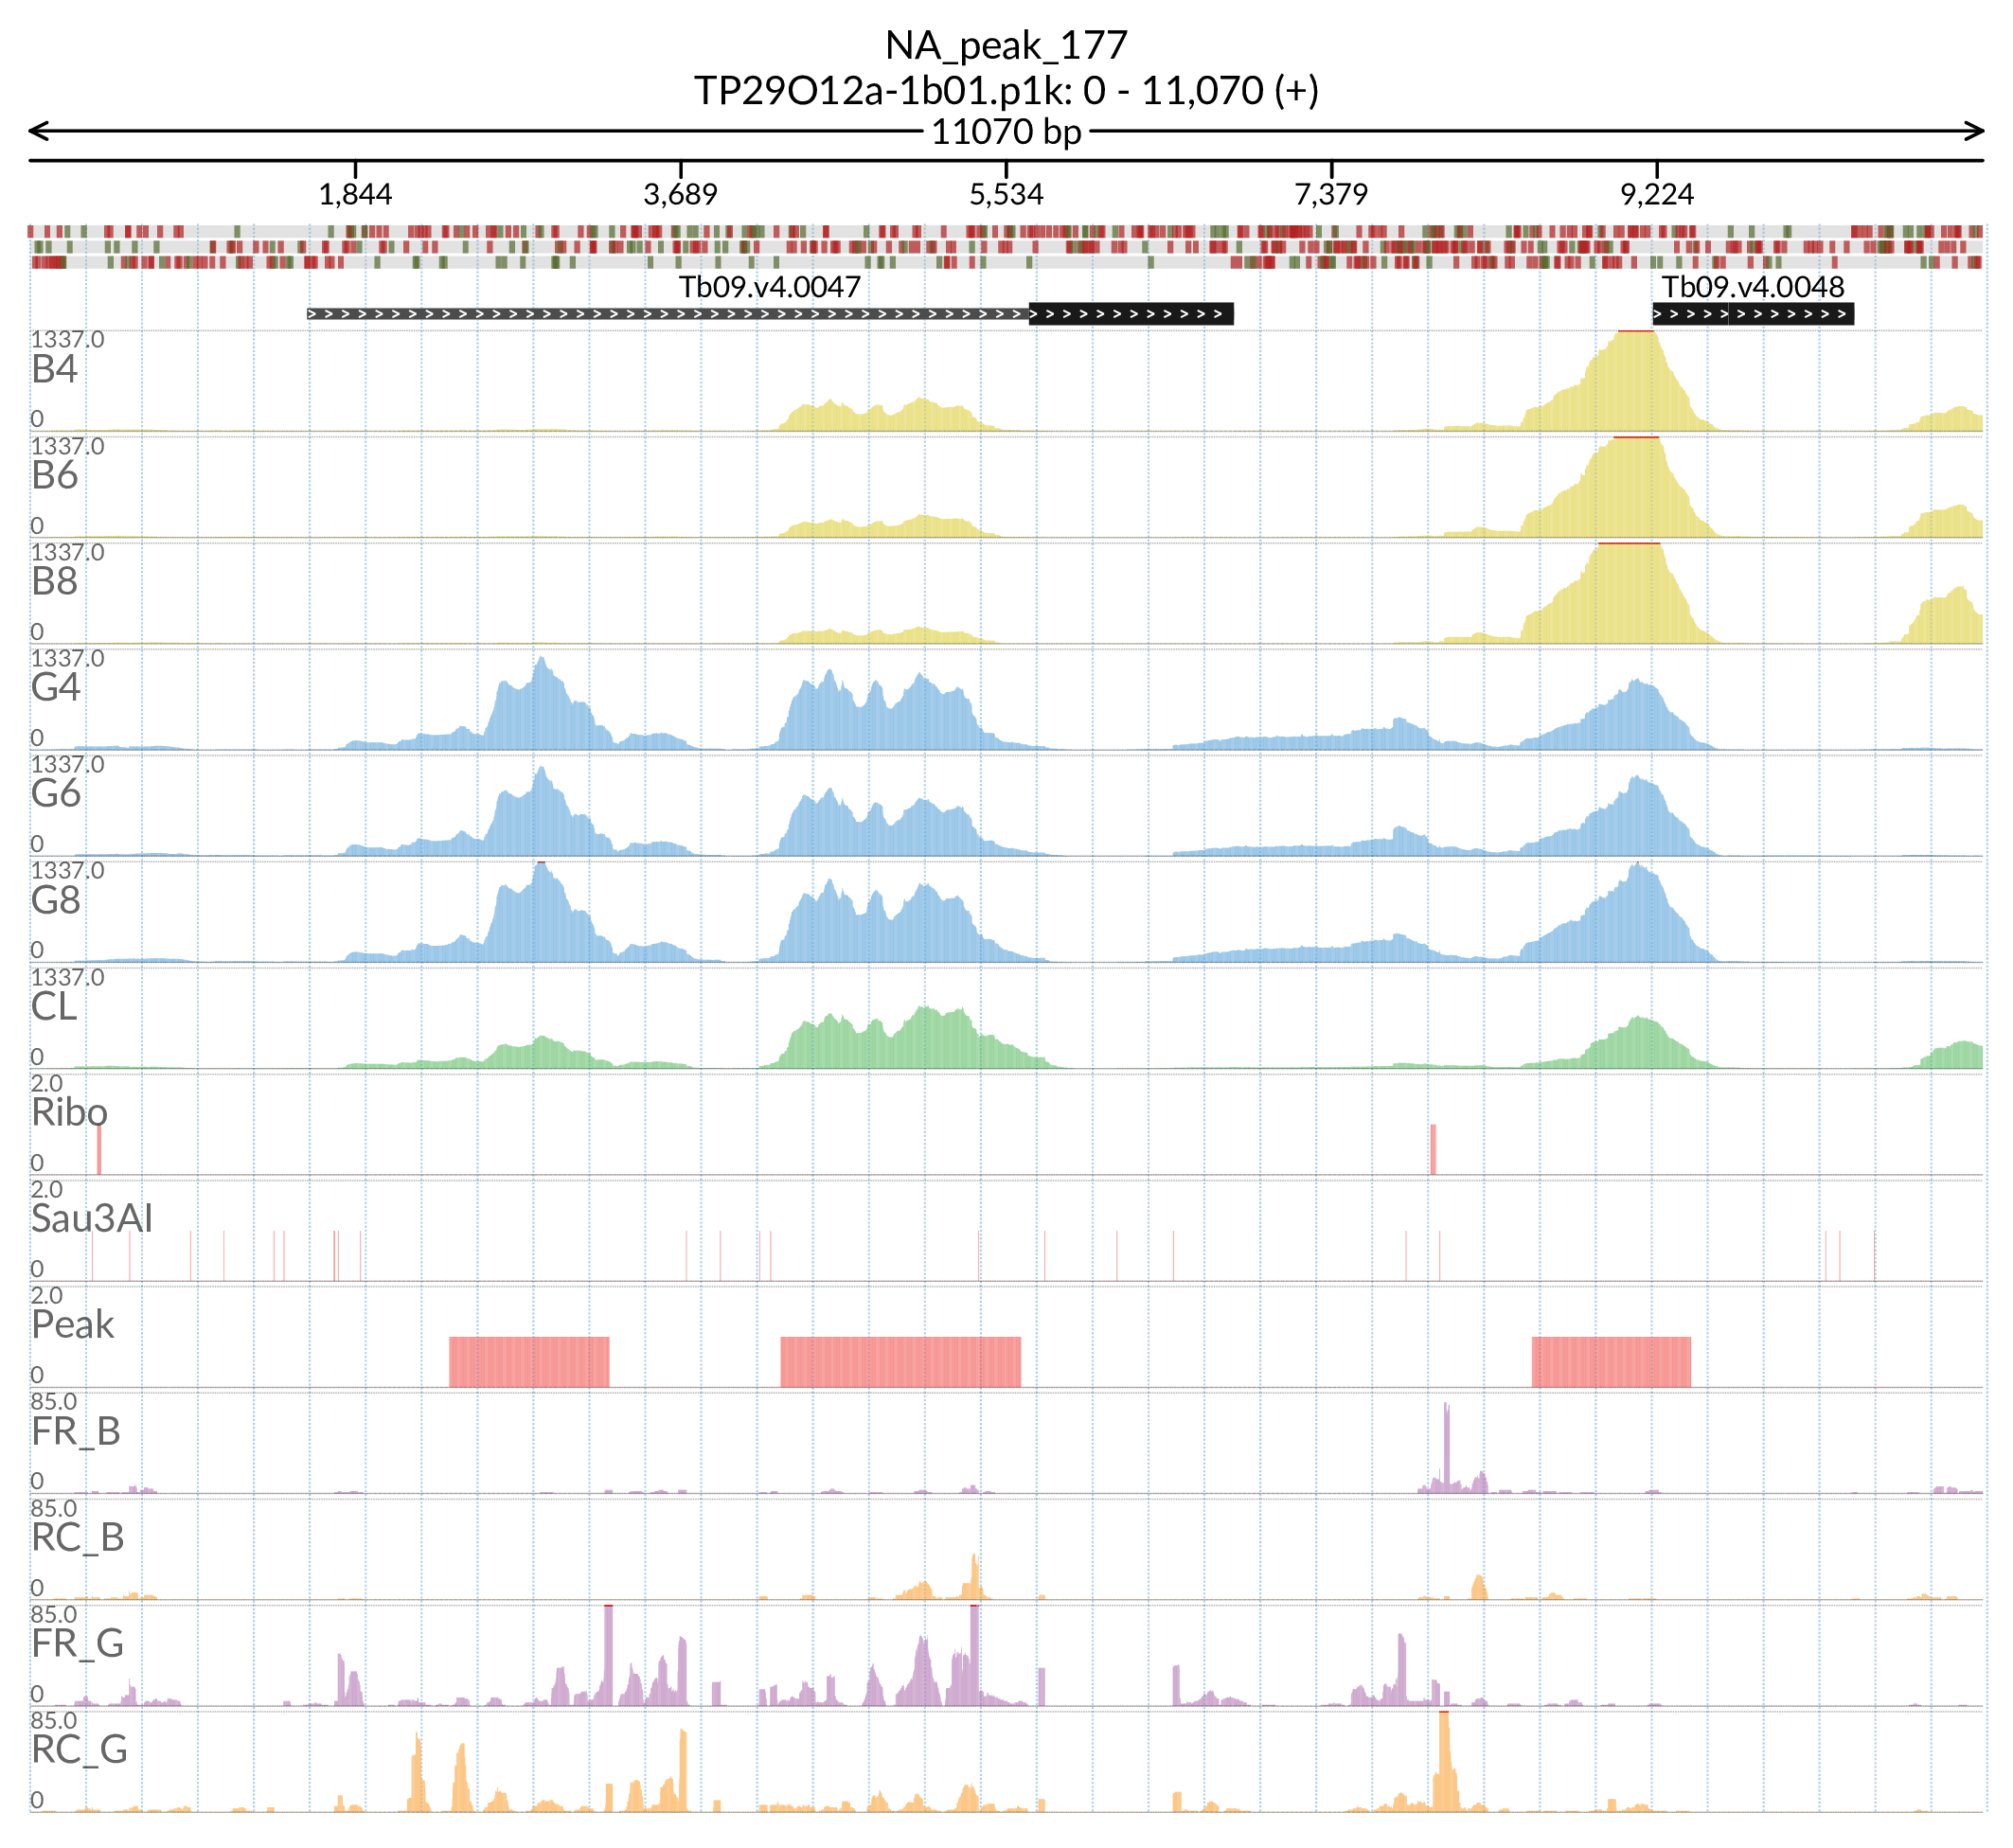 NA_peak_177
TP29O12a-1b01.p1k: 0 - 11,070 (+)
11070 bp
1,844 3,689 5,534 7,379 9,224
Tb09.v4.0047 Tb09.v4.0048
1337.0
B4
0
1337.0
B6
0
1337.0
B8
0
1337.0
G4
0
1337.0
G6
0
1337.0
G8
0
1337.0
CL
0
2.0
Ribo
0
2.0
Sau3AI
0
2.0
Peak
0
85.0
FR_B
0
85.0
RC_B
0
85.0
FR_G
0
85.0
RC_G
0